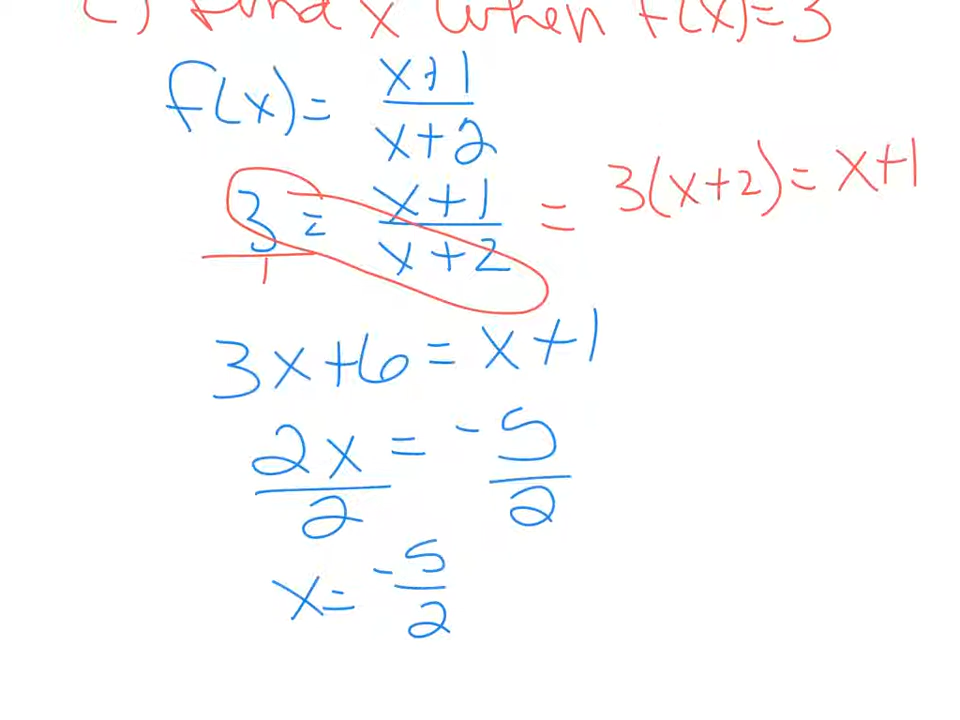 c) find x when f(x)=3
f(x)= x+1/x+2
3/1 = x+1/x+2 = 3(x+2)= x+1
3x+6 = x+1
2x/2 = -5/2
x= -5/2